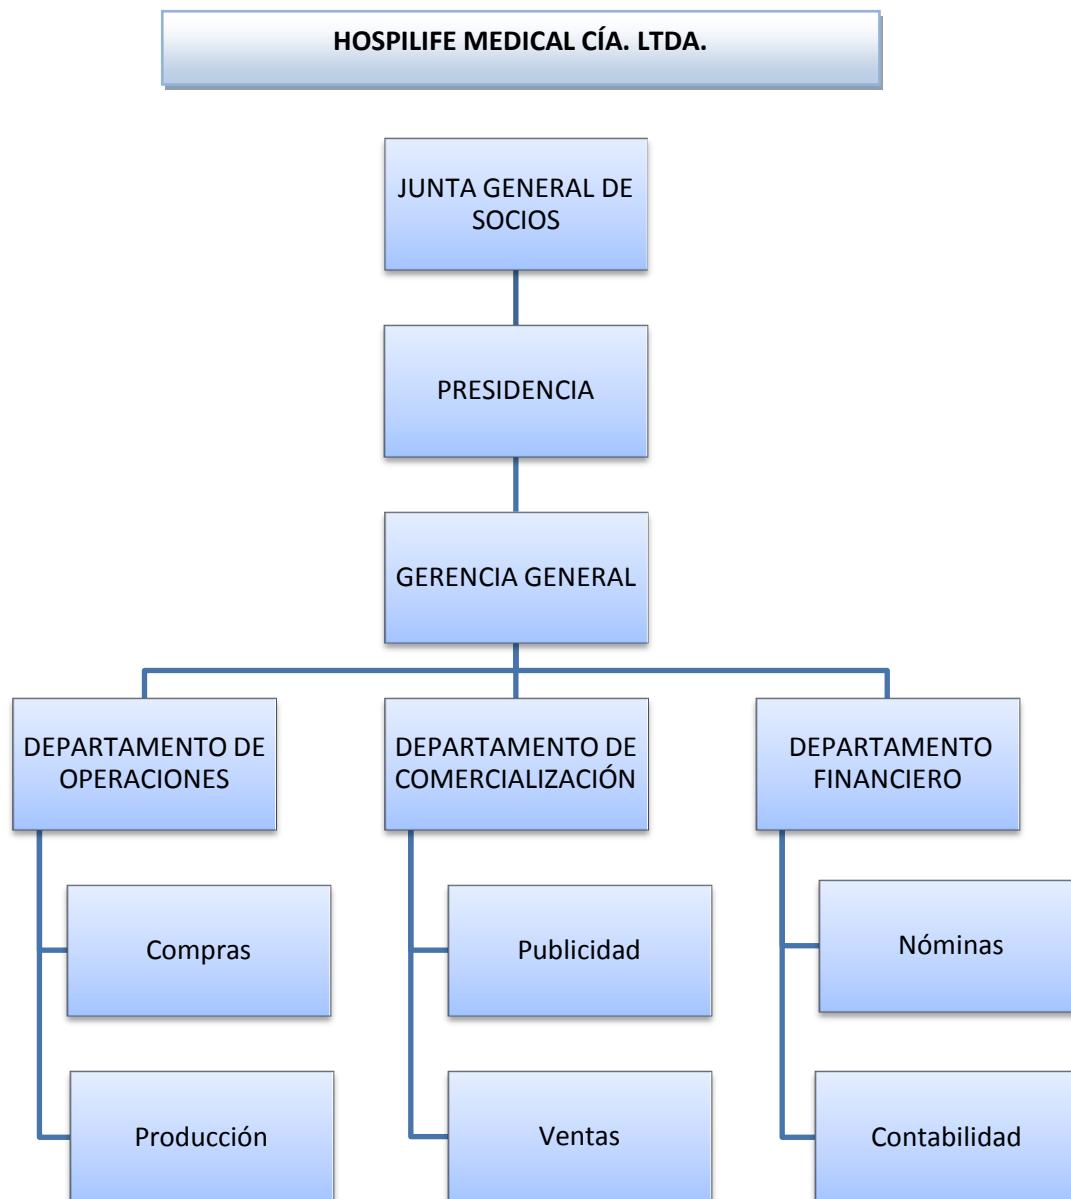 HOSPILIFE MEDICAL CÍA. LTDA.
JUNTA GENERAL DE
SOCIOS
PRESIDENCIA
GERENCIA GENERAL
DEPARTAMENTO DE
OPERACIONES
DEPARTAMENTO DE
COMERCIALIZACIÓN
DEPARTAMENTO
FINANCIERO
Compras
Publicidad
Nóminas
Producción
Ventas
Contabilidad